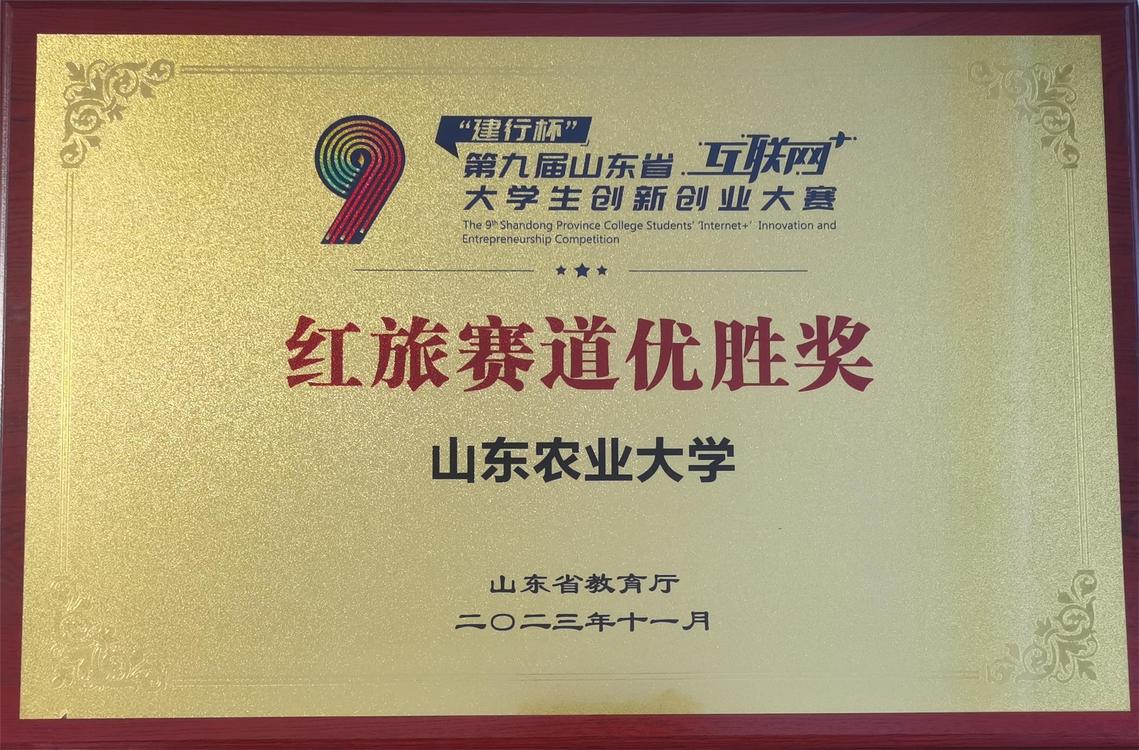 9
“建行杯”
第九届山东省“互联网+”
大学生创新创业大赛
The 9th Shandong Province College Students' 'Internet+' Innovation and
Entrepreneurship Competition
红旅赛道优胜奖
山东农业大学
山东省教育厅
二〇二三年十一月